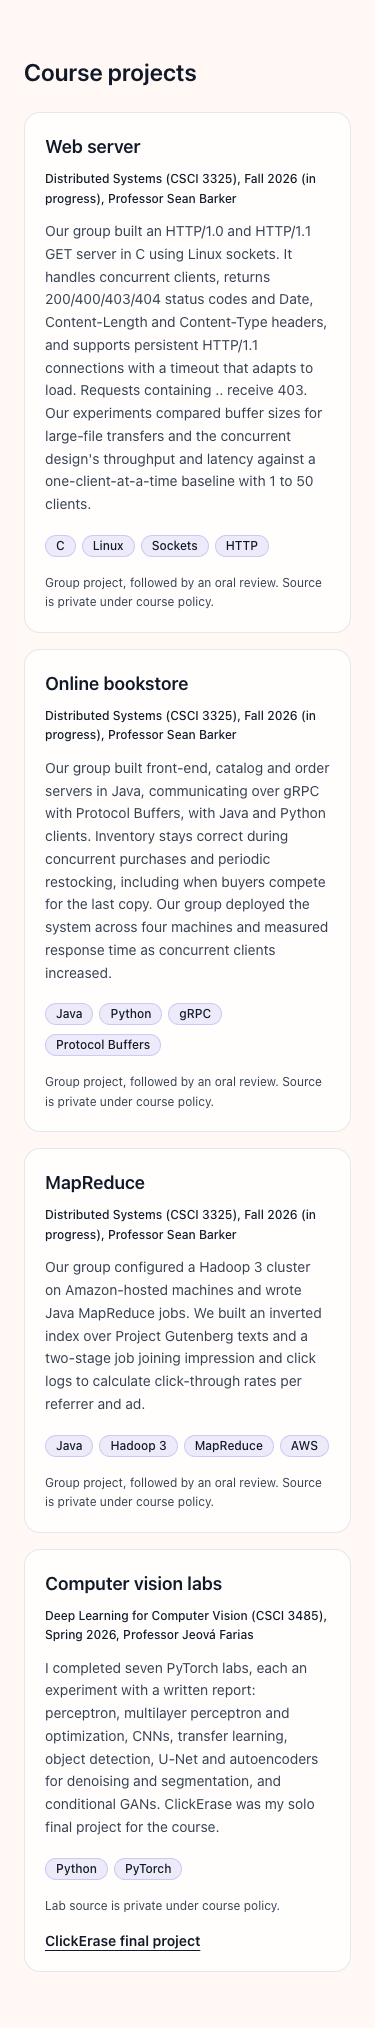 Course projects
Web server
Distributed Systems (CSCI 3325), Fall 2026 (in
progress), Professor Sean Barker
Our group built an HTTP/1.0 and HTTP/1.1
GET server in C using Linux sockets. It
handles concurrent clients, returns
200/400/403/404 status codes and Date,
Content-Length and Content-Type headers,
and supports persistent HTTP/1.1
connections with a timeout that adapts to
load. Requests containing .. receive 403.
Our experiments compared buffer sizes for
large-file transfers and the concurrent
design's throughput and latency against a
one-client-at-a-time baseline with 1 to 50
clients.
C Linux Sockets HTTP
Group project, followed by an oral review. Source
is private under course policy.
Online bookstore
Distributed Systems (CSCI 3325), Fall 2026 (in
progress), Professor Sean Barker
Our group built front-end, catalog and order
servers in Java, communicating over gRPC
with Protocol Buffers, with Java and Python
clients. Inventory stays correct during
concurrent purchases and periodic
restocking, including when buyers compete
for the last copy. Our group deployed the
system across four machines and measured
response time as concurrent clients
increased.
Java Python gRPC
Protocol Buffers
Group project, followed by an oral review. Source
is private under course policy.
MapReduce
Distributed Systems (CSCI 3325), Fall 2026 (in
progress), Professor Sean Barker
Our group configured a Hadoop 3 cluster
on Amazon-hosted machines and wrote
Java MapReduce jobs. We built an inverted
index over Project Gutenberg texts and a
two-stage job joining impression and click
logs to calculate click-through rates per
referrer and ad.
Java Hadoop 3 MapReduce AWS
Group project, followed by an oral review. Source
is private under course policy.
Computer vision labs
Deep Learning for Computer Vision (CSCI 3485),
Spring 2026, Professor Jeová Farias
I completed seven PyTorch labs, each an
experiment with a written report:
perceptron, multilayer perceptron and
optimization, CNNs, transfer learning,
object detection, U-Net and autoencoders
for denoising and segmentation, and
conditional GANs. ClickErase was my solo
final project for the course.
Python PyTorch
Lab source is private under course policy.
ClickErase final project